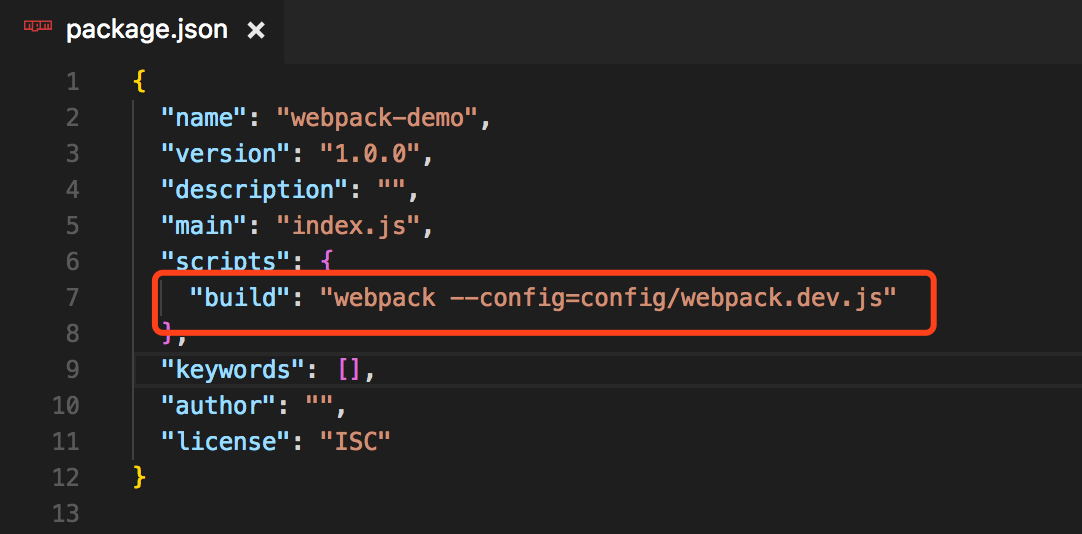 package.json ×
1 {
2   "name": "webpack-demo",
3   "version": "1.0.0",
4   "description": "",
5   "main": "index.js",
6   "scripts": {
7     "build": "webpack --config=config/webpack.dev.js"
8   },
9   "keywords": [],
10   "author": "",
11   "license": "ISC"
12 }
13